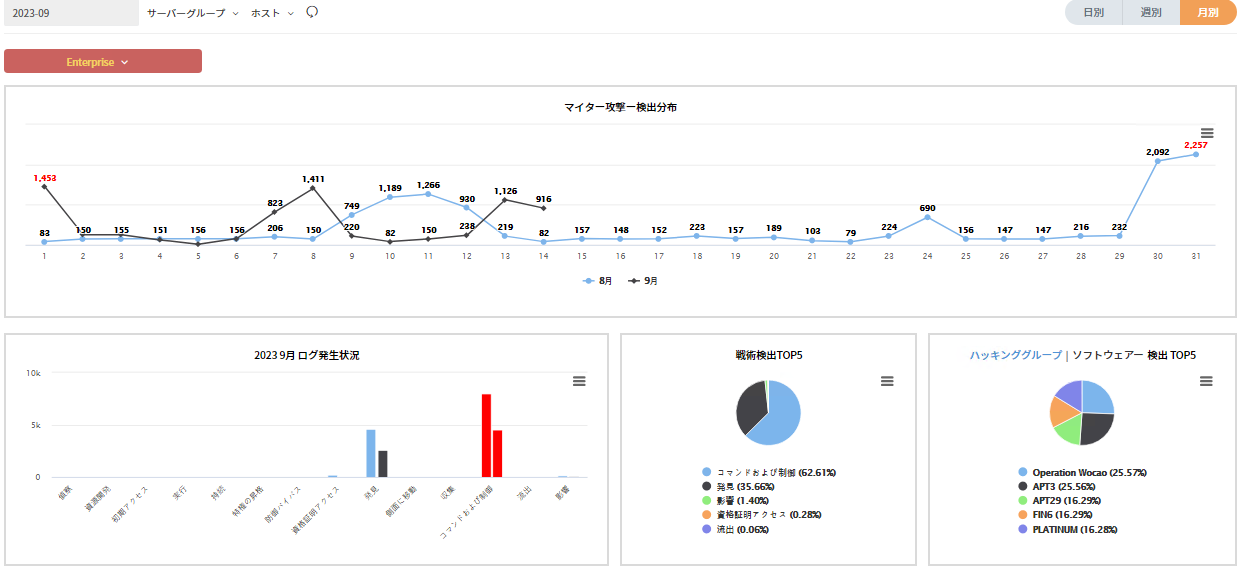 2023-09 サーバーグループ ホスト 日別 週別 月別
Enterprise
マイター攻撃ー検出分布
2,257
2,092
1,453 1,411
1,189 1,266 1,126
823 749 930 916
690
83 150 155 151 156 156 206 150 220 82 150 238 219 82 157 148 152 223 157 189 103 79 224 156 147 147 216 232
1 2 3 4 5 6 7 8 9 10 11 12 13 14 15 16 17 18 19 20 21 22 23 24 25 26 27 28 29 30 31
8月 9月
2023 9月 ログ発生状況
10k
5k
0
偵察 資源開発 初期アクセス 実行 持続 特権の昇格 防御バイパス 資格証明アクセス 発見 側面に移動 収集 コマンドおよび制御 流出 影響
戦術検出TOP5
コマンドおよび制御 (62.61%)
発見 (35.66%)
影響 (1.40%)
資格証明アクセス (0.28%)
流出 (0.06%)
ハッキンググループ | ソフトウェアー 検出 TOP5
Operation Wocao (25.57%)
APT3 (25.56%)
APT29 (16.29%)
FIN6 (16.29%)
PLATINUM (16.28%)